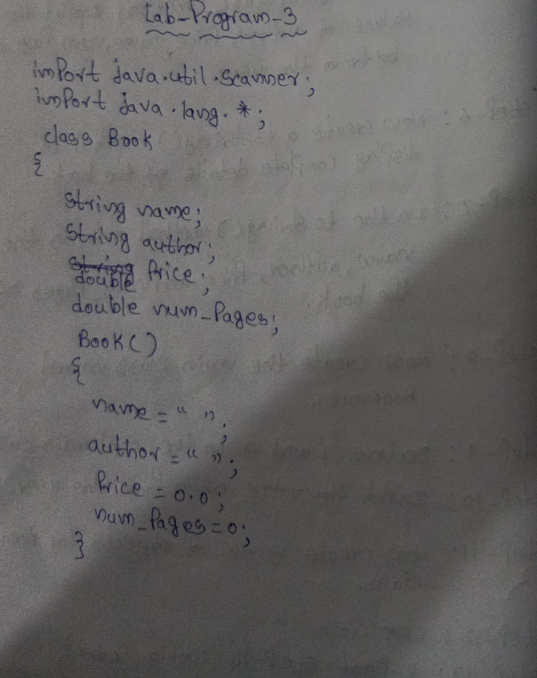 Lab-Program-3
import java.util.Scanner;
import java.lang.*;
class Book
{
String name;
String author;
double Price;
double num_Pages;
Book()
{
name = " ";
author = " ";
Price = 0.0;
num_Pages=0;
}